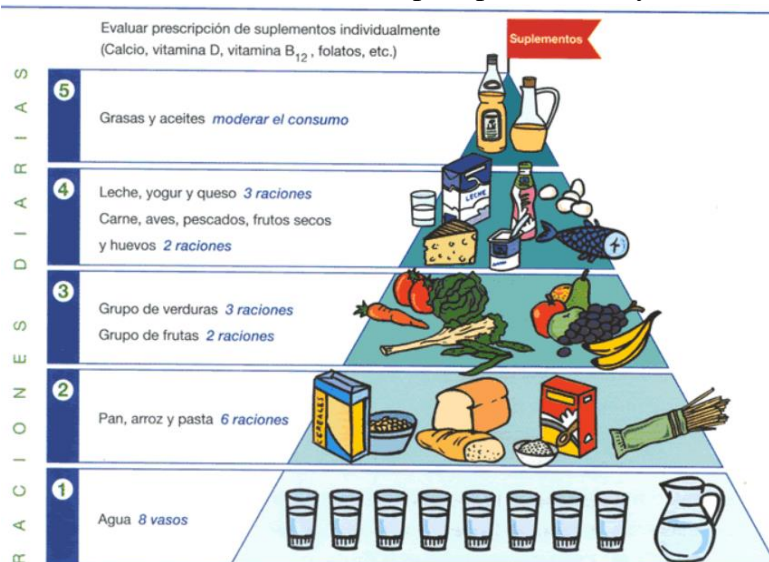 Evaluar prescripción de suplementos individualmente
(Calcio, vitamina D, vitamina B12, folatos, etc.)
Suplementos
5
Grasas y aceites moderar el consumo
4
Leche, yogur y queso 3 raciones
Carne, aves, pescados, frutos secos
y huevos 2 raciones
LECHE
3
Grupo de verduras 3 raciones
Grupo de frutas 2 raciones
2
Pan, arroz y pasta 6 raciones
CEREALES
1
Agua 8 vasos
RACIONES DIARIAS